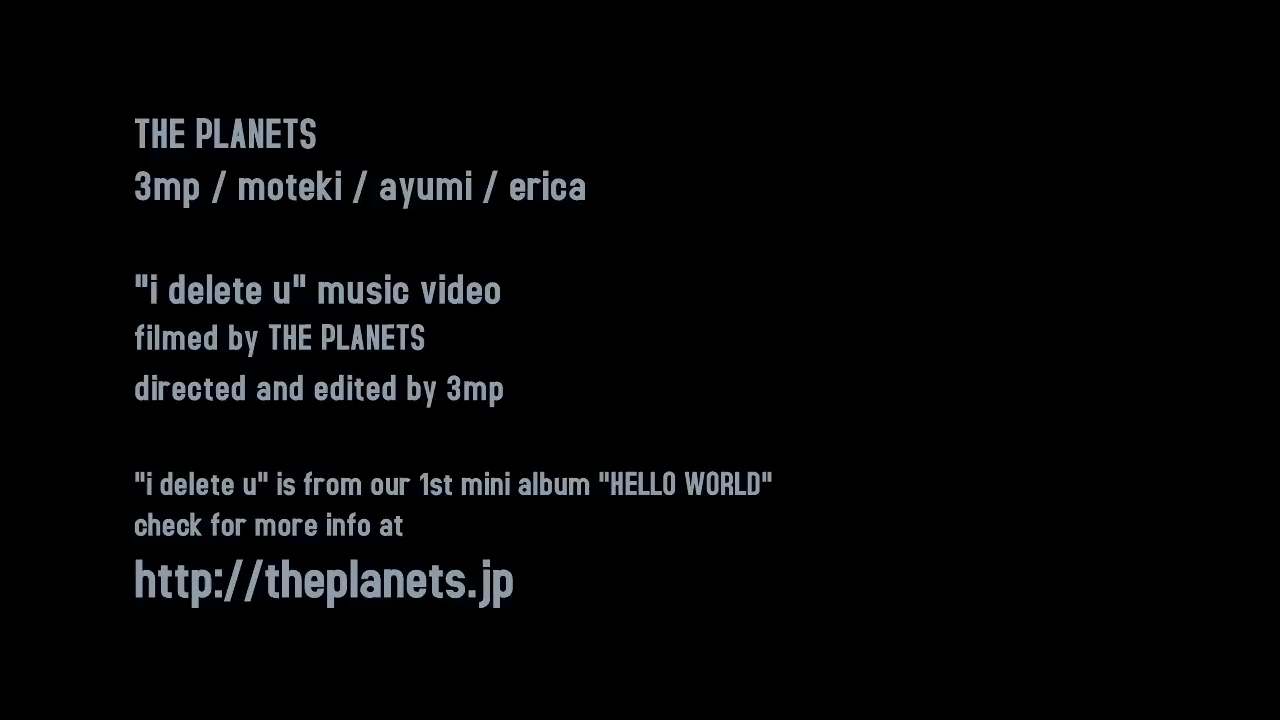 THE PLANETS
3mp / moteki / ayumi / erica
"i delete u" music video
filmed by THE PLANETS
directed and edited by 3mp
"i delete u" is from our 1st mini album "HELLO WORLD"
check for more info at
http://theplanets.jp